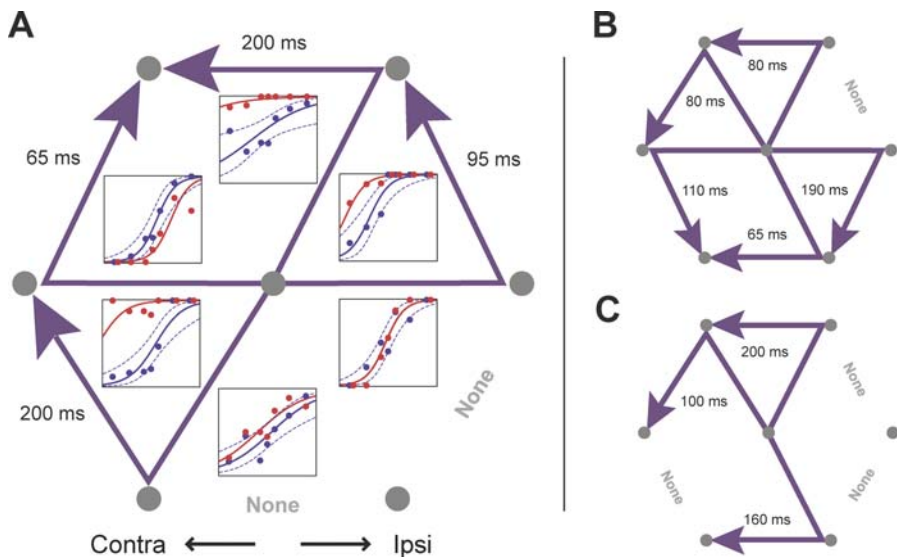 A
200 ms
65 ms
95 ms
200 ms
None
None
Contra
Ipsi
B
80 ms
None
80 ms
110 ms
190 ms
65 ms
C
200 ms
None
100 ms
None
None
160 ms